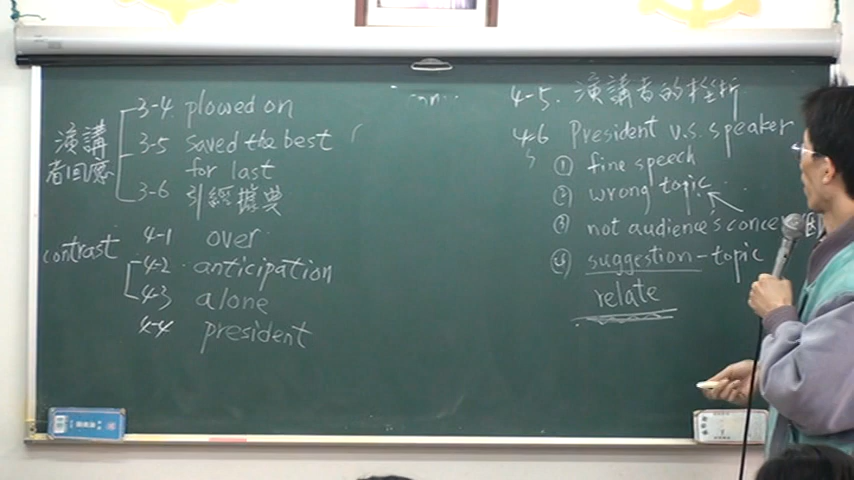 演講者回應
3-4 plowed on
3-5 saved the best for last
3-6 引經據典
contrast
4-1 over
4-2 anticipation
4-3 alone
4-4 president
4-5. 演講者的挫折
4-6 President v.s. speaker
① fine speech
② wrong topic
③ not audience's concern
④ suggestion - topic
relate